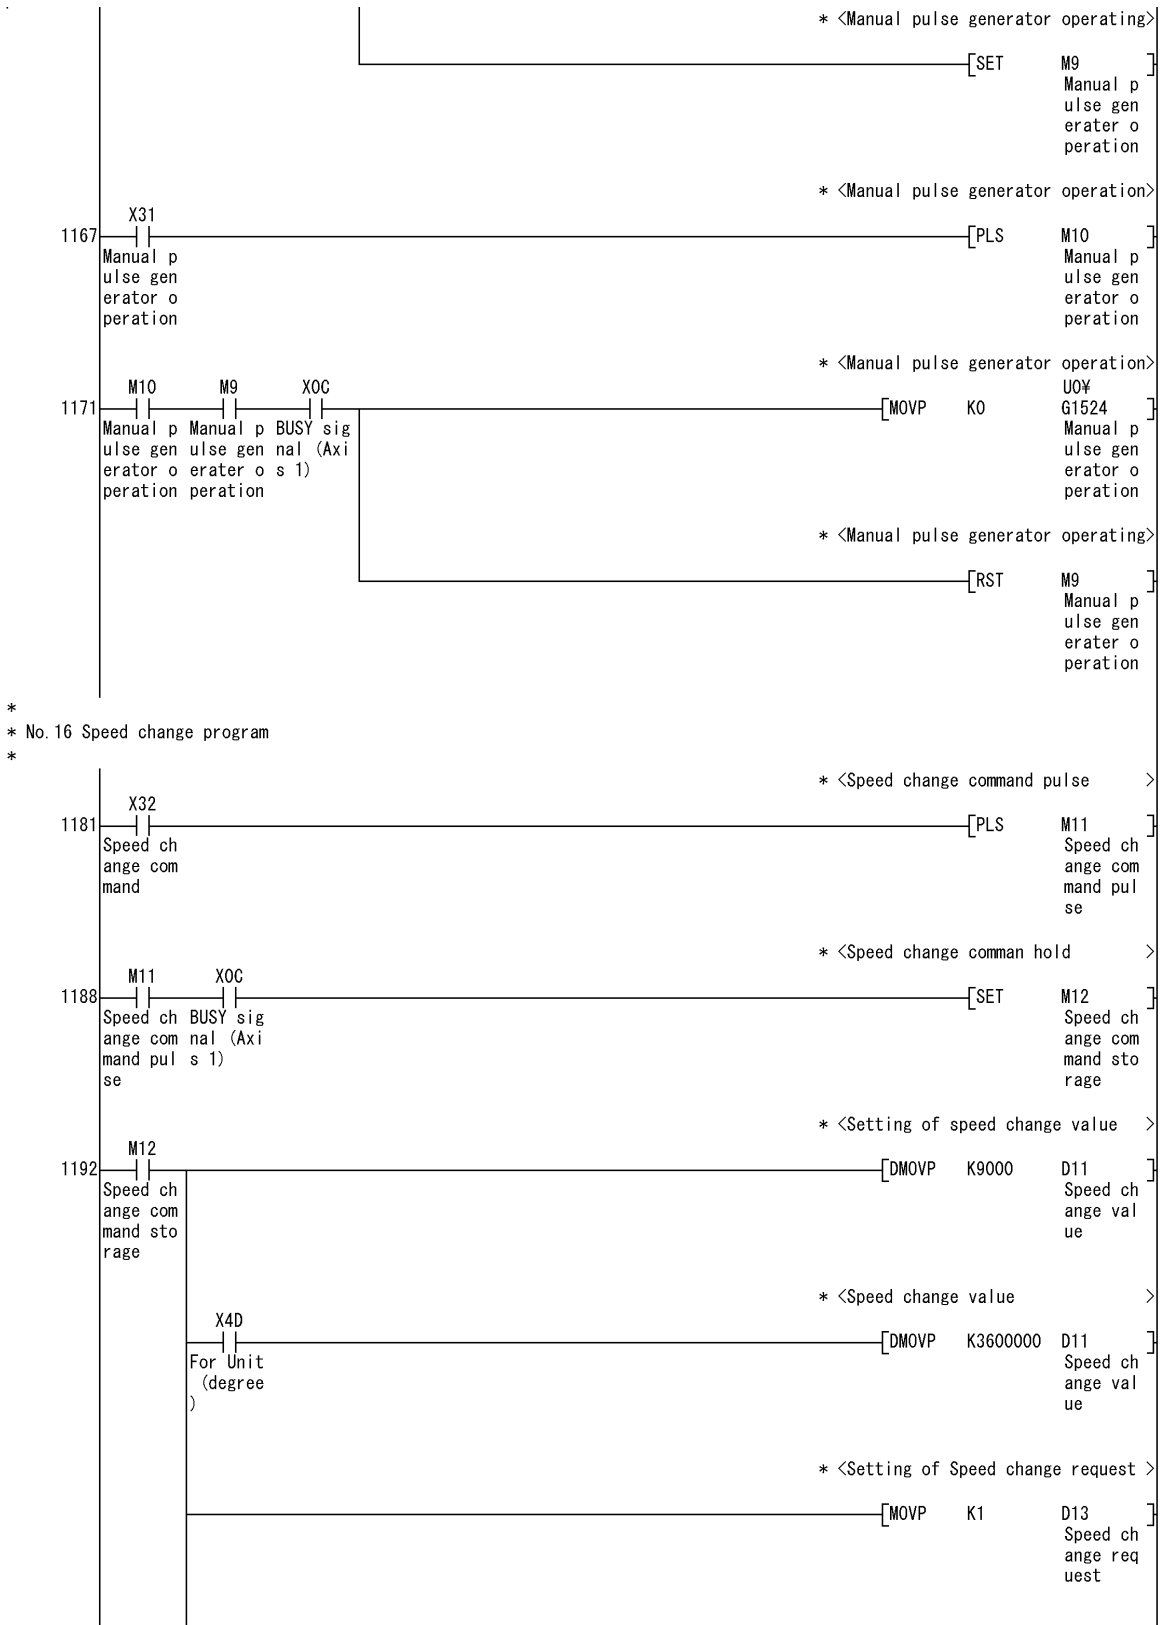 * <Manual pulse generator operating>
[SET M9 ]
Manual p
ulse gen
erater o
peration
* <Manual pulse generator operation>
X31
1167 [PLS M10 ]
Manual p Manual p
ulse gen ulse gen
erator o erator o
peration peration
* <Manual pulse generator operation>
M10 M9 X0C U0¥
1171 [MOVP K0 G1524 ]
Manual p Manual p BUSY sig Manual p
ulse gen ulse gen nal (Axi ulse gen
erator o erater o s 1) erator o
peration peration peration
* <Manual pulse generator operating>
[RST M9 ]
Manual p
ulse gen
erater o
peration
*
* No.16 Speed change program
*
* <Speed change command pulse >
X32
1181 [PLS M11 ]
Speed ch Speed ch
ange com ange com
mand mand pul
se
* <Speed change comman hold >
M11 X0C
1188 [SET M12 ]
Speed ch BUSY sig Speed ch
ange com nal (Axi ange com
mand pul s 1) mand sto
se rage
* <Setting of speed change value >
M12
1192 [DMOVP K9000 D11 ]
Speed ch Speed ch
ange com ange val
mand sto ue
rage
* <Speed change value >
X4D
[DMOVP K3600000 D11 ]
For Unit Speed ch
(degree ange val
) ue
* <Setting of Speed change request >
[MOVP K1 D13 ]
Speed ch
ange req
uest